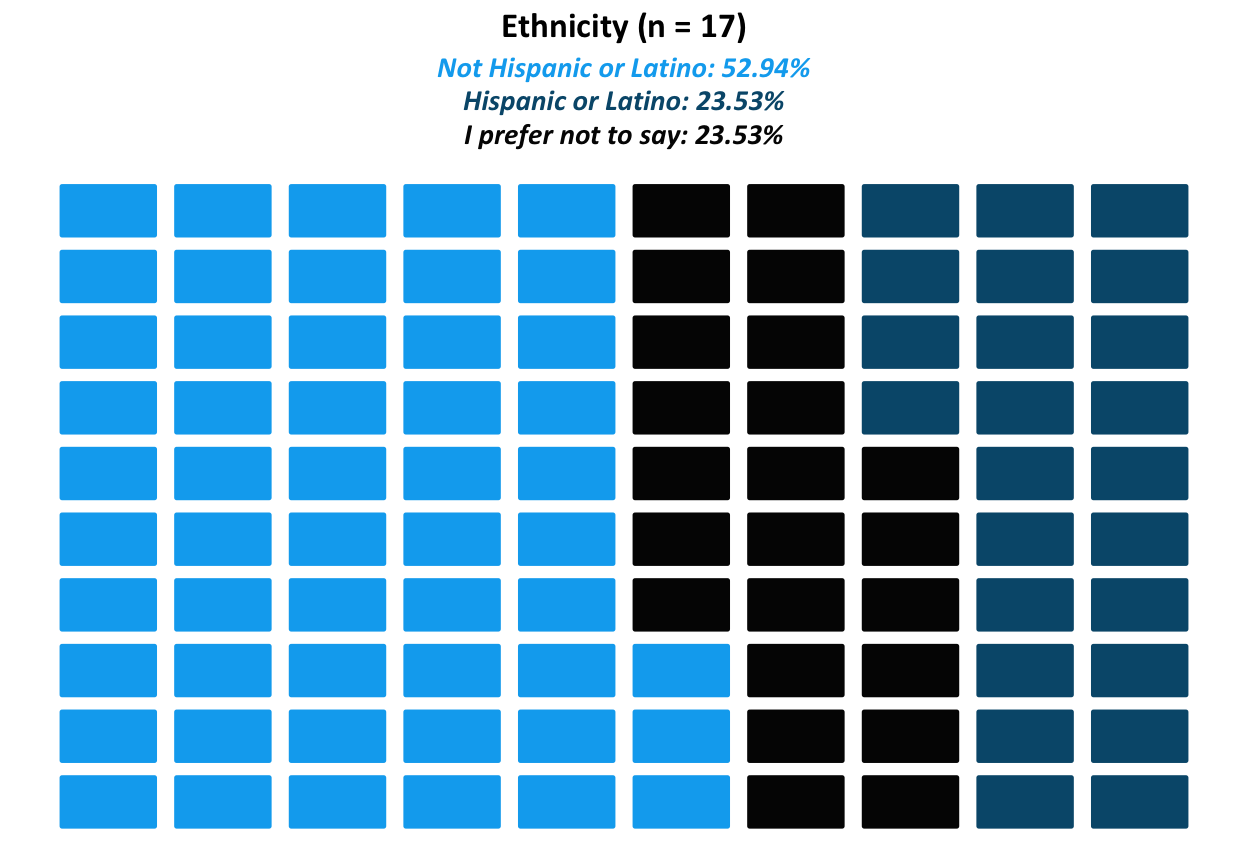 Ethnicity (n = 17)
Not Hispanic or Latino: 52.94%
Hispanic or Latino: 23.53%
I prefer not to say: 23.53%